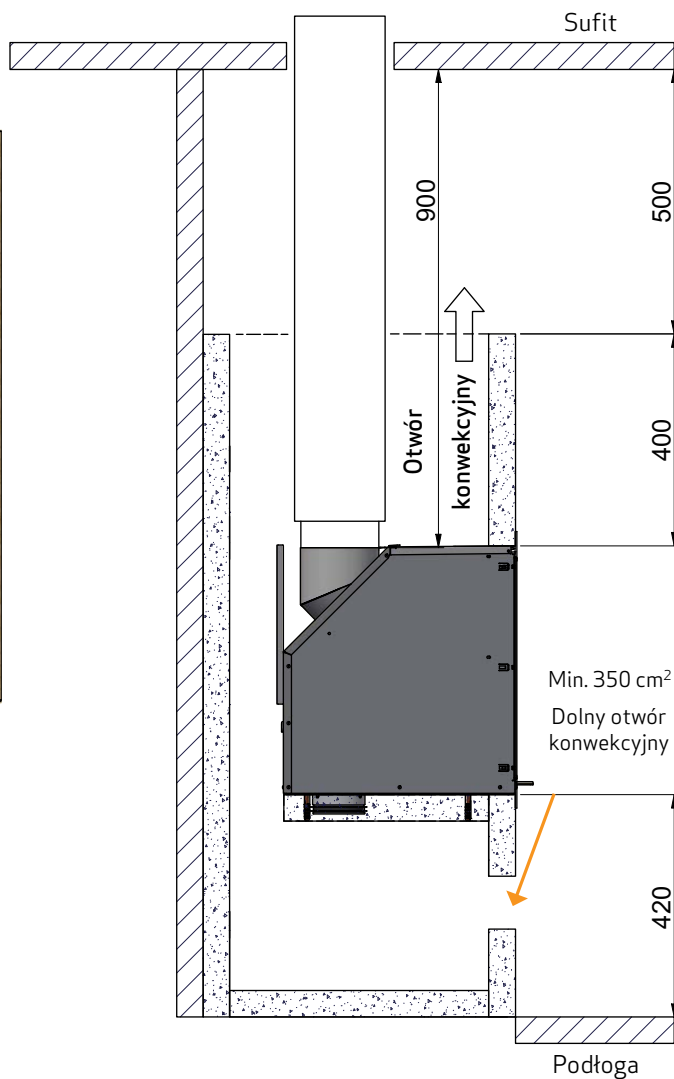 Sufit
900
500
Otwór
konwekcyjny
400
Min. 350 cm²
Dolny otwór
konwekcyjny
420
Podłoga